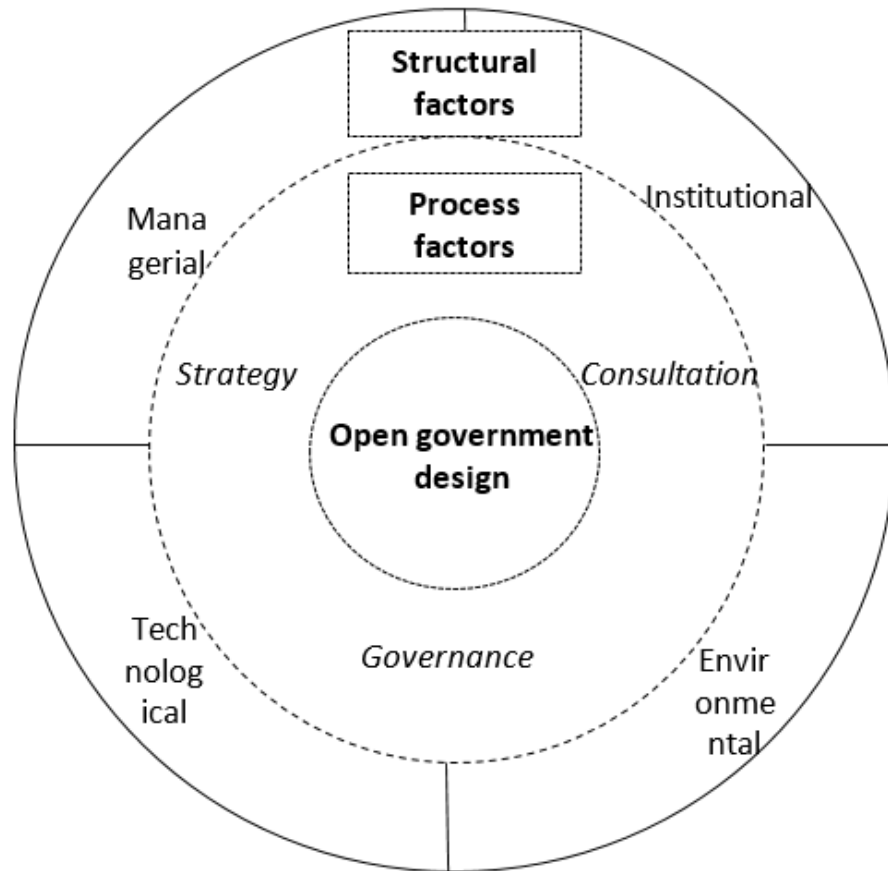 Structural
factors
Process
factors
Institutional
Mana
gerial
Strategy
Consultation
Open government
design
Governance
Tech
nolog
ical
Envir
onme
ntal